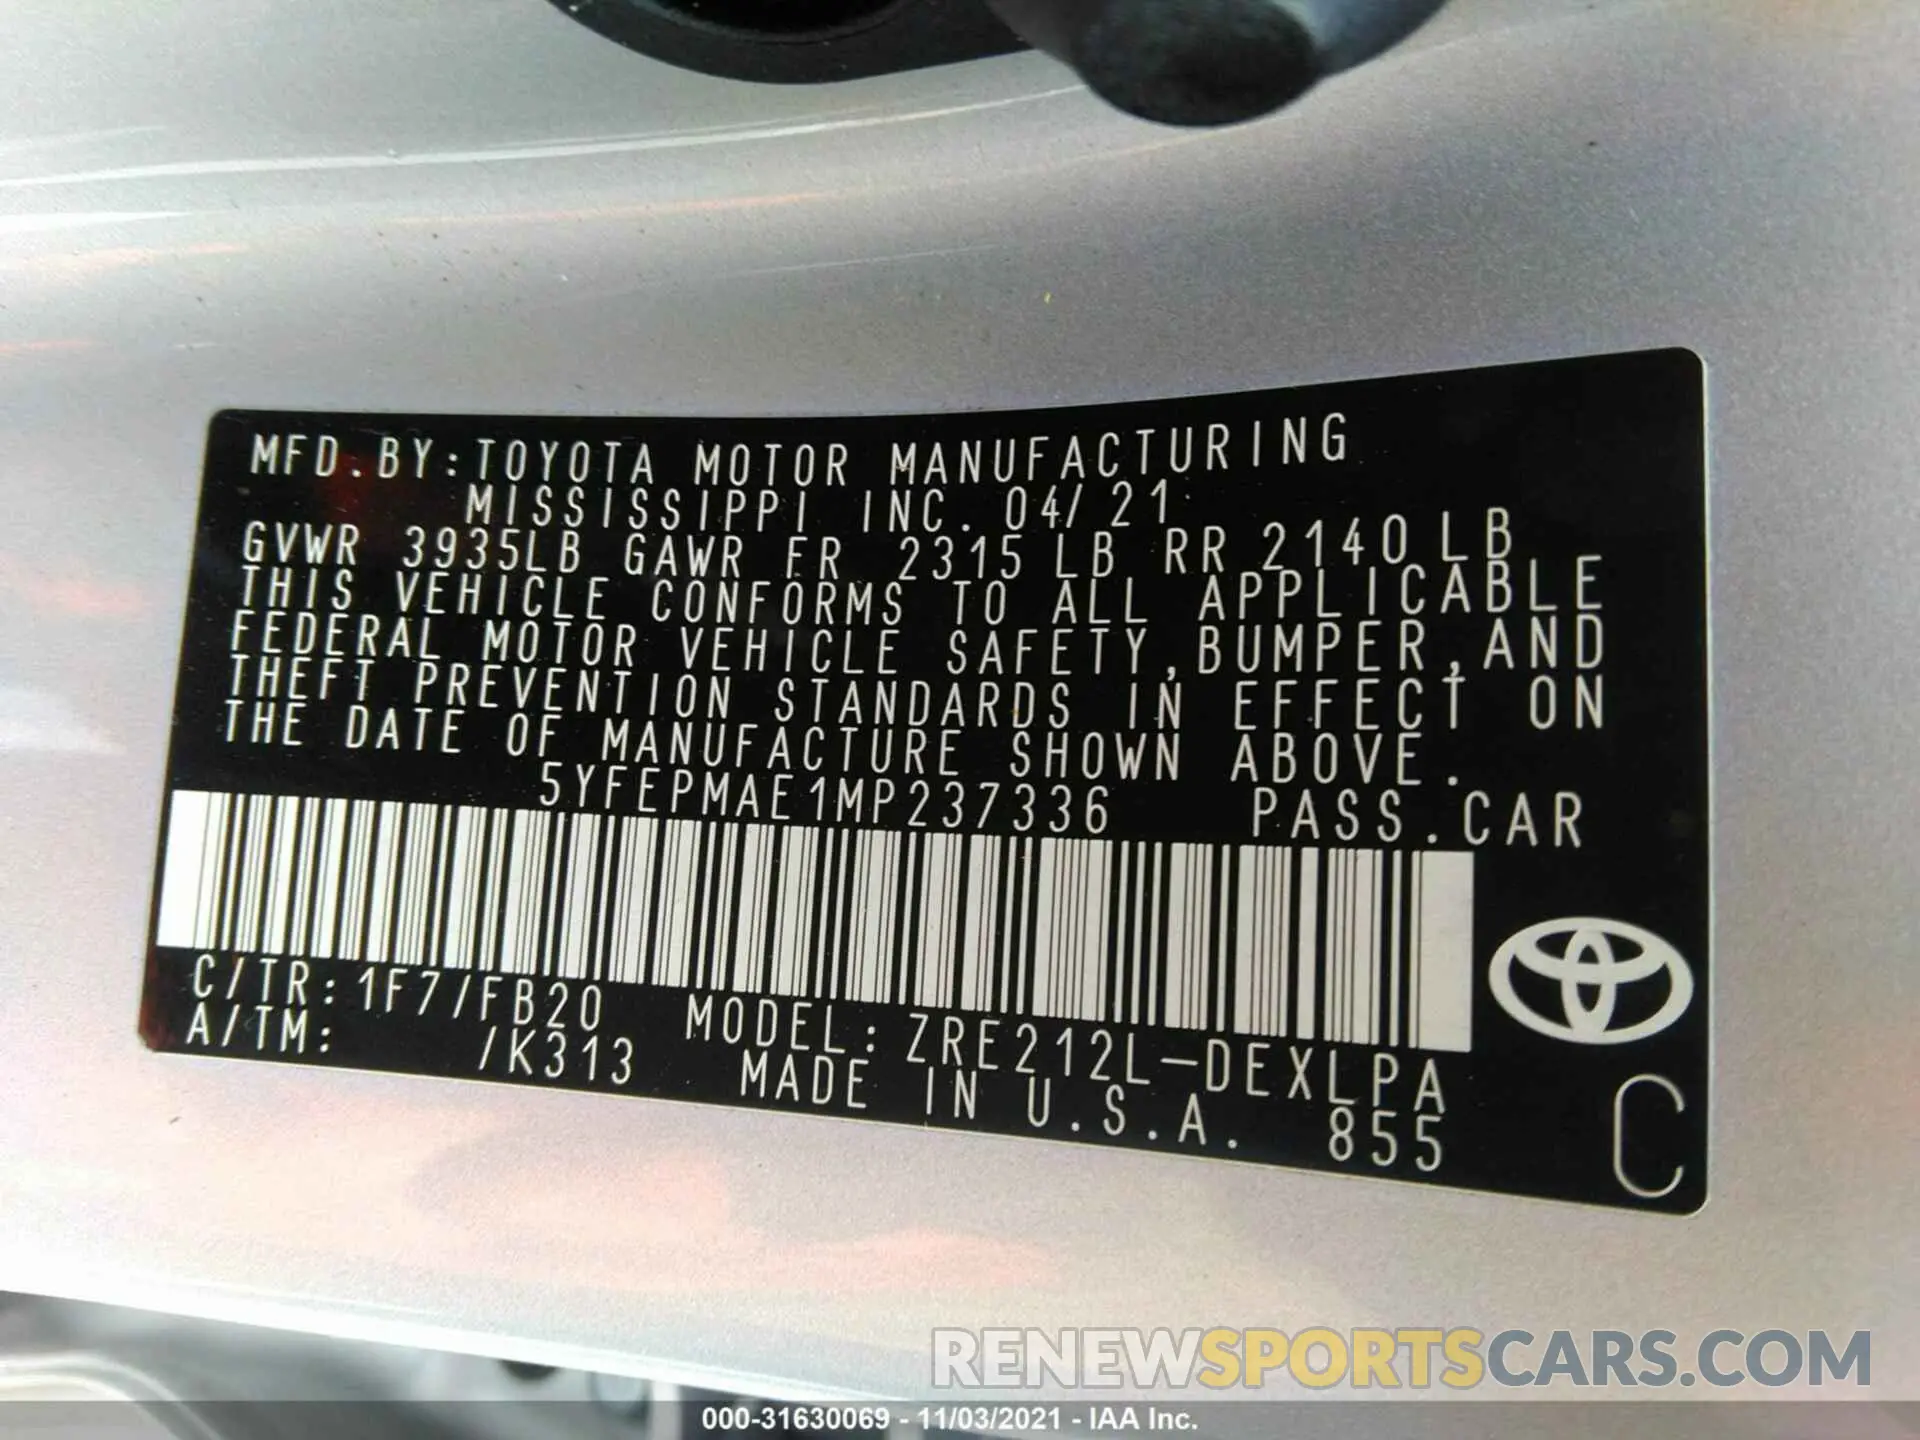 MFD.BY:TOYOTA MOTOR MANUFACTURING
MISSISSIPPI INC. 04/21
GVWR 3935LB GAWR FR 2315 LB RR 2140LB
THIS VEHICLE CONFORMS TO ALL APPLICABLE
FEDERAL MOTOR VEHICLE SAFETY,BUMPER,AND
THEFT PREVENTION STANDARDS IN EFFECT ON
THE DATE OF MANUFACTURE SHOWN ABOVE.
5YFEPMAE1MP237336 PASS.CAR
C/TR:1F7/FB20 MODEL:ZRE212L-DEXLPA
A/TM: /K313 MADE IN U.S.A. 855
C
RENEWSPORTSCARS.COM
000-31630069 - 11/03/2021 - IAA Inc.